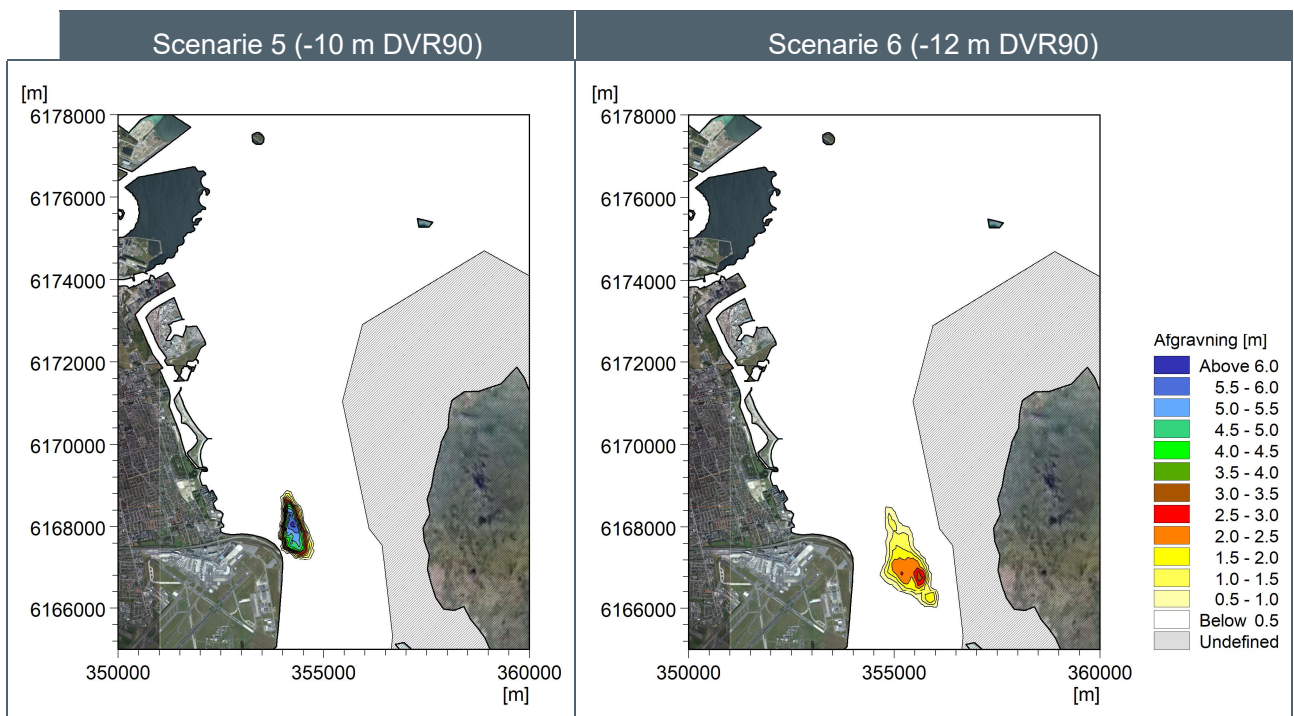 Scenarie 5 (-10 m DVR90)
Scenarie 6 (-12 m DVR90)
[m]
6178000
6176000
6174000
6172000
6170000
6168000
6166000
350000
355000
360000
[m]
[m]
6178000
6176000
6174000
6172000
6170000
6168000
6166000
350000
355000
360000
[m]
Afgravning [m]
Above 6.0
5.5 - 6.0
5.0 - 5.5
4.5 - 5.0
4.0 - 4.5
3.5 - 4.0
3.0 - 3.5
2.5 - 3.0
2.0 - 2.5
1.5 - 2.0
1.0 - 1.5
0.5 - 1.0
Below 0.5
Undefined